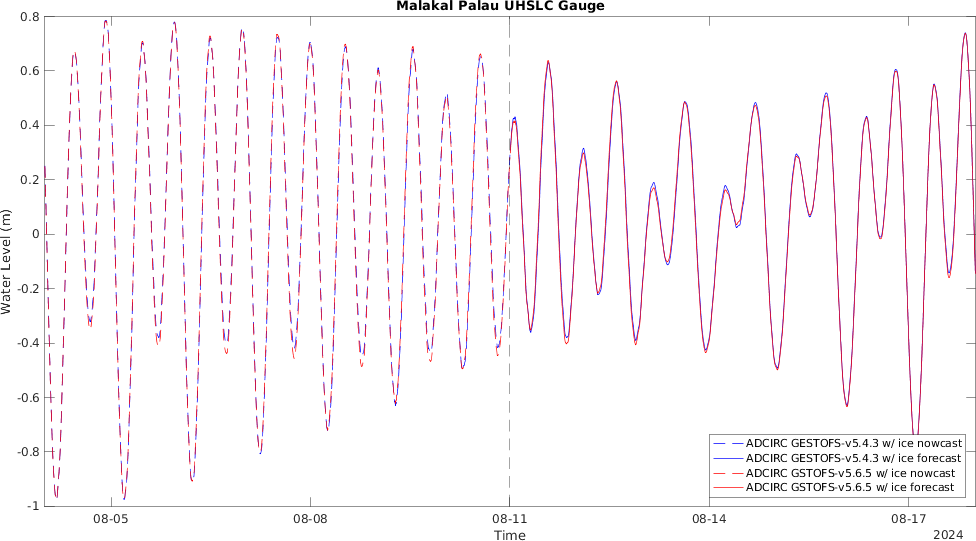 Malakal Palau UHSLC Gauge
0.8
0.6
0.4
0.2
0
-0.2
-0.4
-0.6
-0.8
-1
Water Level (m)
08-05
08-08
08-11
08-14
08-17
Time
2024
ADCIRC GESTOFS-v5.4.3 w/ ice nowcast
ADCIRC GESTOFS-v5.4.3 w/ ice forecast
ADCIRC GSTOFS-v5.6.5 w/ ice nowcast
ADCIRC GSTOFS-v5.6.5 w/ ice forecast